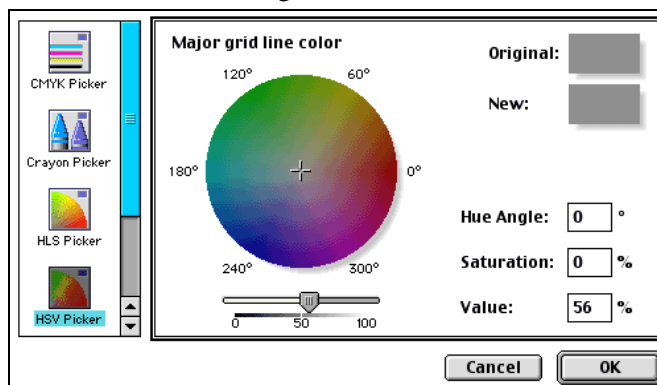 CMYK Picker
Crayon Picker
HLS Picker
HSV Picker
Major grid line color
120°
60°
180°
0°
240°
300°
0
50
100
Original:
New:
Hue Angle: 0 °
Saturation: 0 %
Value: 56 %
Cancel
OK